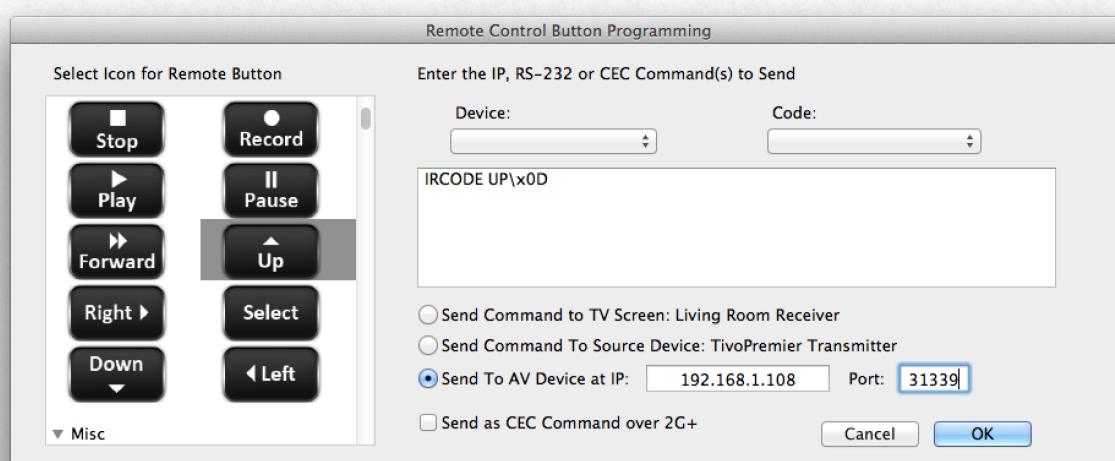 Remote Control Button Programming
Select Icon for Remote Button
Stop
Record
Play
Pause
Forward
Up
Right
Select
Down
Left
Misc
Enter the IP, RS-232 or CEC Command(s) to Send
Device:
Code:
IRCODE UP\x0D
Send Command to TV Screen: Living Room Receiver
Send Command To Source Device: TivoPremier Transmitter
Send To AV Device at IP: 192.168.1.108 Port: 31339
Send as CEC Command over 2G+
Cancel
OK